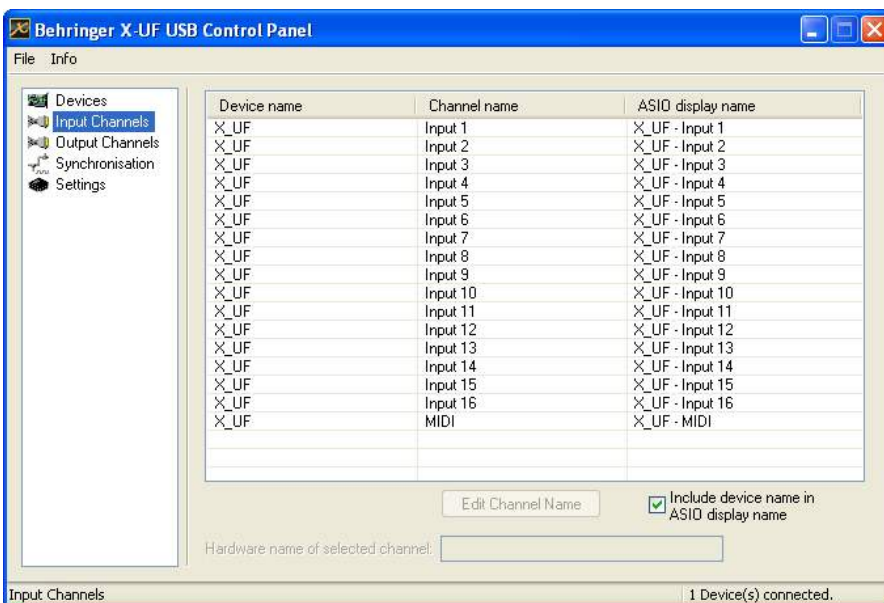 Behringer X-UF USB Control Panel
File Info
Devices
Input Channels
Output Channels
Synchronisation
Settings
Device name Channel name ASIO display name
X_UF Input 1 X_UF - Input 1
X_UF Input 2 X_UF - Input 2
X_UF Input 3 X_UF - Input 3
X_UF Input 4 X_UF - Input 4
X_UF Input 5 X_UF - Input 5
X_UF Input 6 X_UF - Input 6
X_UF Input 7 X_UF - Input 7
X_UF Input 8 X_UF - Input 8
X_UF Input 9 X_UF - Input 9
X_UF Input 10 X_UF - Input 10
X_UF Input 11 X_UF - Input 11
X_UF Input 12 X_UF - Input 12
X_UF Input 13 X_UF - Input 13
X_UF Input 14 X_UF - Input 14
X_UF Input 15 X_UF - Input 15
X_UF Input 16 X_UF - Input 16
X_UF MIDI X_UF - MIDI
Edit Channel Name
Include device name in
ASIO display name
Hardware name of selected channel:
Input Channels 1 Device(s) connected.